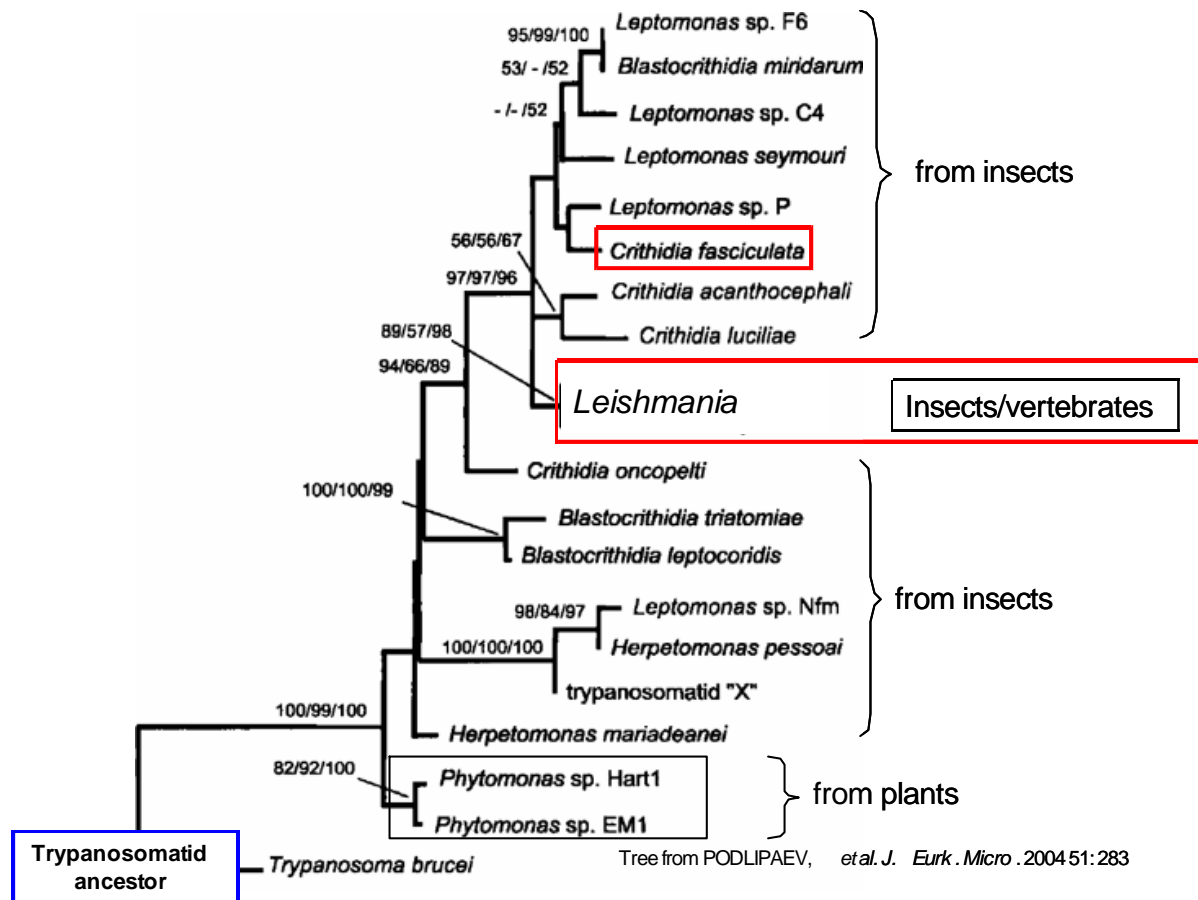 Leptomonas sp. F6
95/99/100
Blastocrithidia miridarum
53/ - /52
Leptomonas sp. C4
-/-/52
Leptomonas seymouri
from insects
Leptomonas sp. P
56/56/67
Crithidia fasciculata
97/97/96
Crithidia acanthocephali
89/57/98
Crithidia luciliae
94/66/89
Leishmania
Insects/vertebrates
Crithidia oncopelti
100/100/99
Blastocrithidia triatomiae
Blastocrithidia leptocoridis
from insects
98/84/97
Leptomonas sp. Nfm
100/100/100
Herpetomonas pessoai
trypanosomatid "X"
100/99/100
Herpetomonas mariadeanei
82/92/100
Phytomonas sp. Hart1
from plants
Phytomonas sp. EM1
Trypanosomatid
ancestor
Trypanosoma brucei
Tree from PODLIPAEV, et al. J. Eurk . Micro . 2004 51: 283